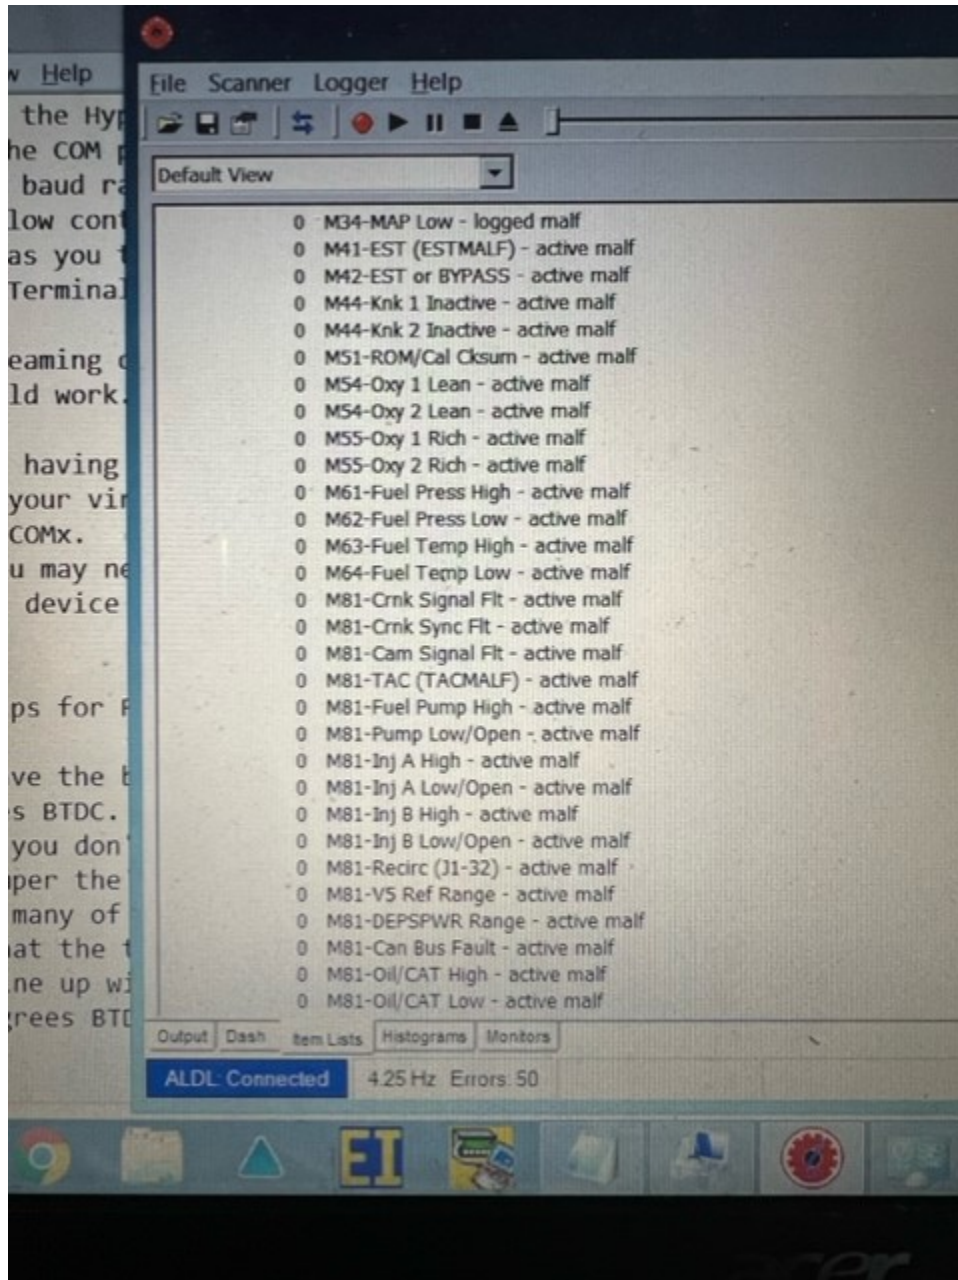 w Help
the Hyp
he COM p
baud ra
low cont
as you t
Terminal
eaming d
ld work.
having
your vir
COMx.
u may ne
device
ps for F
ve the b
s BTDC.
you don'
per the
many of
at the t
ne up wi
grees BTD
File Scanner Logger Help
Default View
0 M34-MAP Low - logged malf
0 M41-EST (ESTMALF) - active malf
0 M42-EST or BYPASS - active malf
0 M44-Knk 1 Inactive - active malf
0 M44-Knk 2 Inactive - active malf
0 M51-ROM/Cal Cksum - active malf
0 M54-Oxy 1 Lean - active malf
0 M54-Oxy 2 Lean - active malf
0 M55-Oxy 1 Rich - active malf
0 M55-Oxy 2 Rich - active malf
0 M61-Fuel Press High - active malf
0 M62-Fuel Press Low - active malf
0 M63-Fuel Temp High - active malf
0 M64-Fuel Temp Low - active malf
0 M81-Crnk Signal Flt - active malf
0 M81-Crnk Sync Flt - active malf
0 M81-Cam Signal Flt - active malf
0 M81-TAC (TACMALF) - active malf
0 M81-Fuel Pump High - active malf
0 M81-Pump Low/Open - active malf
0 M81-Inj A High - active malf
0 M81-Inj A Low/Open - active malf
0 M81-Inj B High - active malf
0 M81-Inj B Low/Open - active malf
0 M81-Recirc (J1-32) - active malf
0 M81-V5 Ref Range - active malf
0 M81-DEPSPWR Range - active malf
0 M81-Can Bus Fault - active malf
0 M81-Oil/CAT High - active malf
0 M81-Oil/CAT Low - active malf
Output Dash Item Lists Histograms Monitors
ALDL: Connected 4.25 Hz Errors: 50
EI
acer